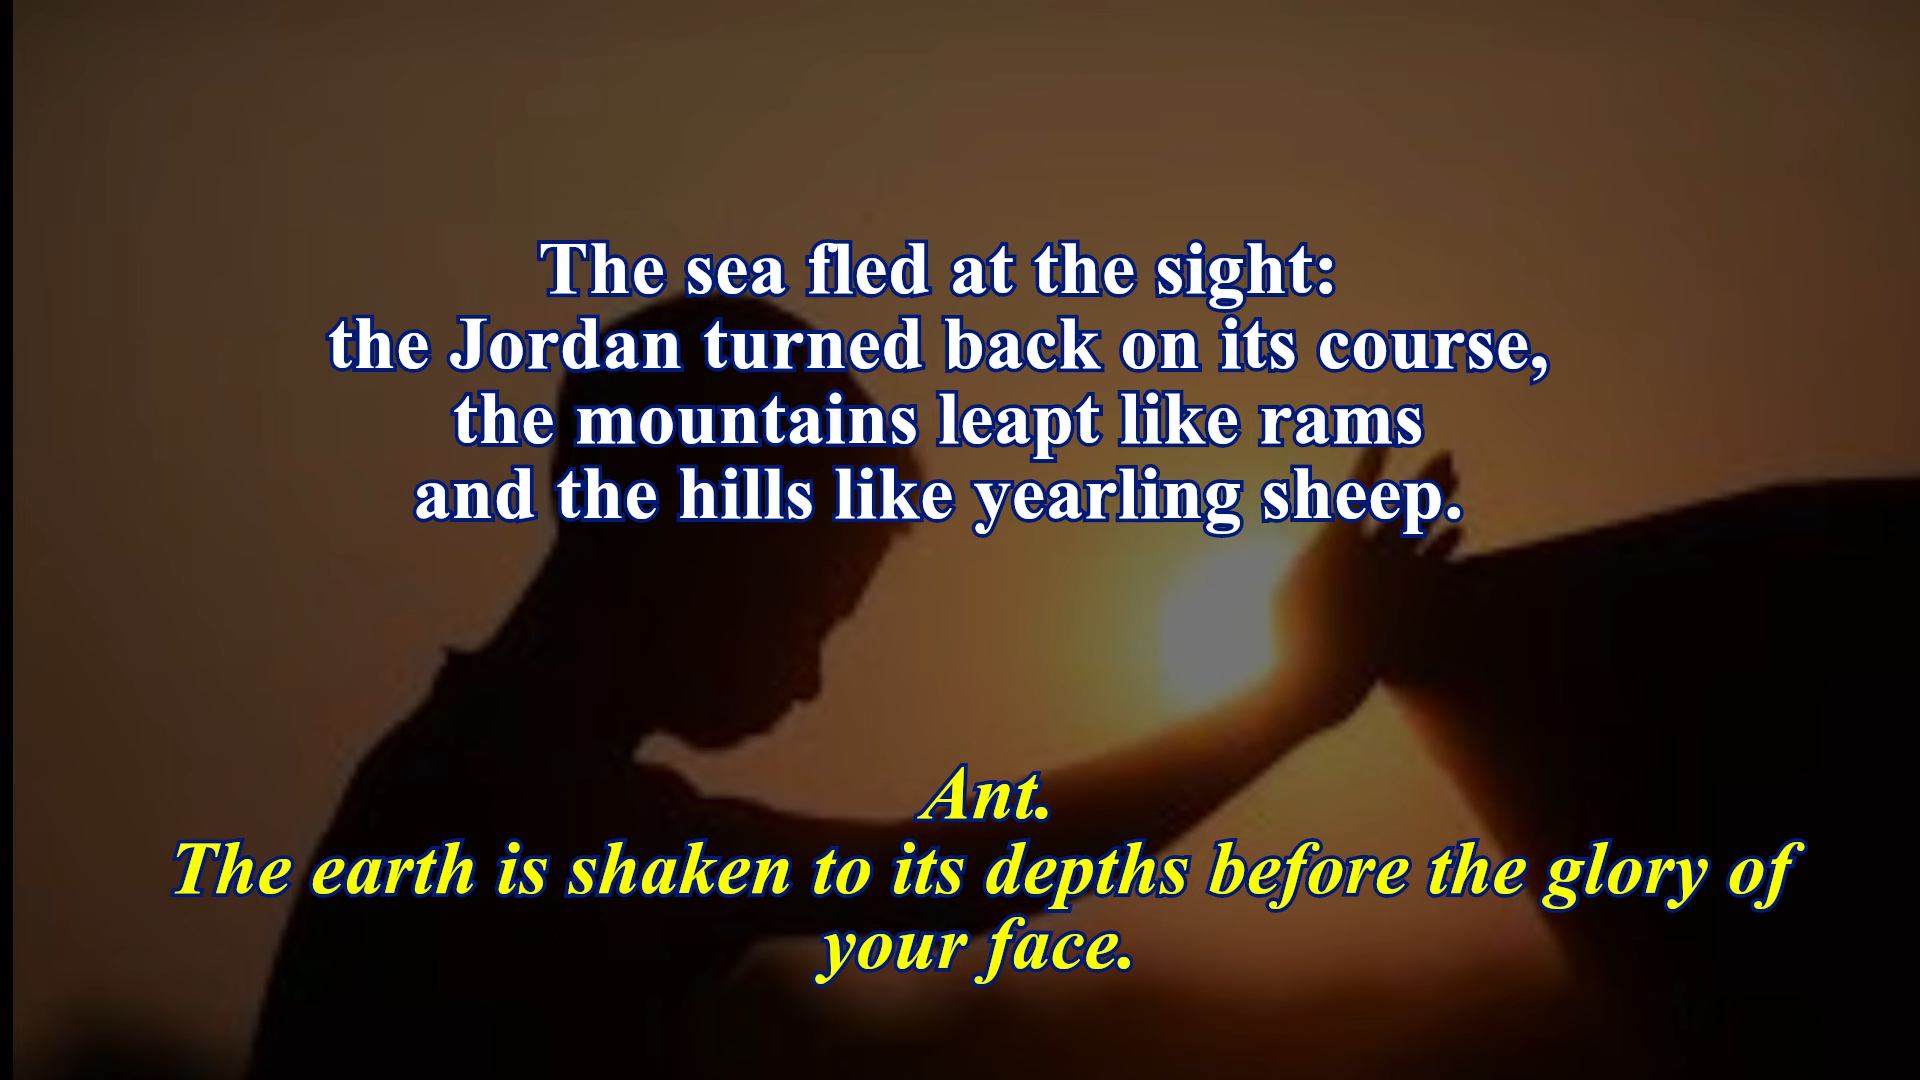 The sea fled at the sight:
the Jordan turned back on its course,
the mountains leapt like rams
and the hills like yearling sheep.
Ant.
The earth is shaken to its depths before the glory of
your face.